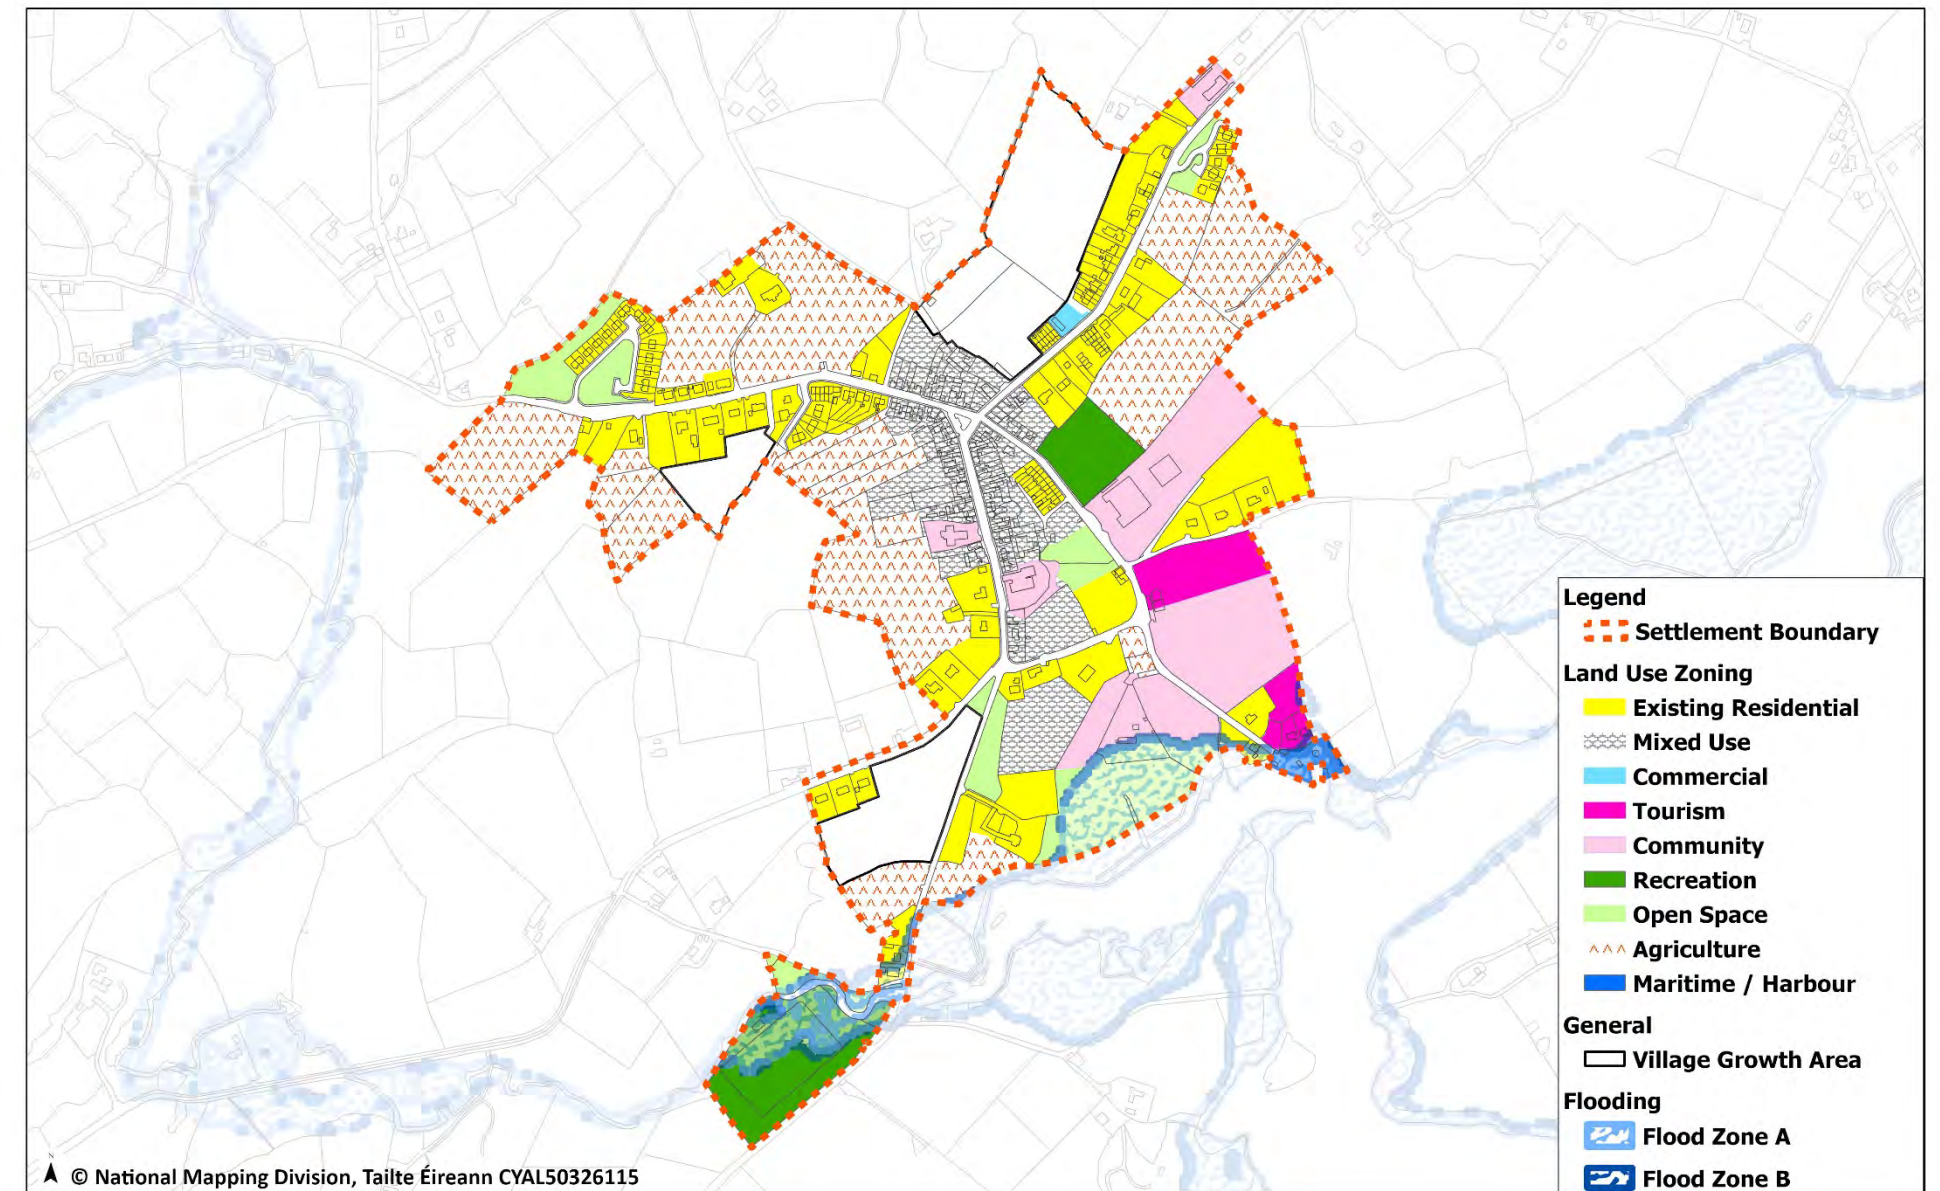 Legend
Settlement Boundary
Land Use Zoning
Existing Residential
Mixed Use
Commercial
Tourism
Community
Recreation
Open Space
Agriculture
Maritime / Harbour
General
Village Growth Area
Flooding
Flood Zone A
Flood Zone B
N
© National Mapping Division, Tailte Éireann CYAL50326115